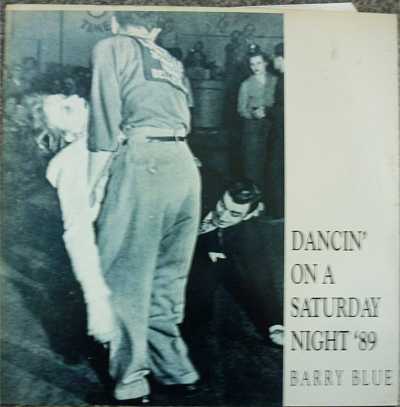 DANCIN'
ON A
SATURDAY
NIGHT '89
BARRY BLUE